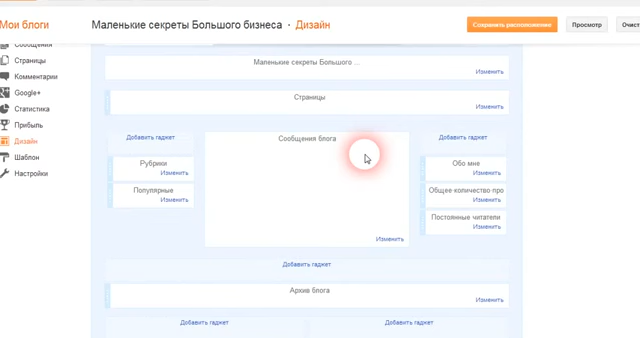 Мои блоги
Маленькие секреты Большого бизнеса · Дизайн
Сохранить расположение
Просмотр
Очист
Сообщения
Страницы
Комментарии
Google+
Статистика
Прибыль
Дизайн
Шаблон
Настройки
Маленькие секреты Большого ...
Изменить
Страницы
Изменить
Добавить гаджет
Рубрики
Изменить
Популярные
Изменить
Сообщения блога
Изменить
Добавить гаджет
Обо мне
Изменить
Общее количество про
Изменить
Постоянные читатели
Изменить
Добавить гаджет
Архив блога
Изменить
Добавить гаджет
Добавить гаджет